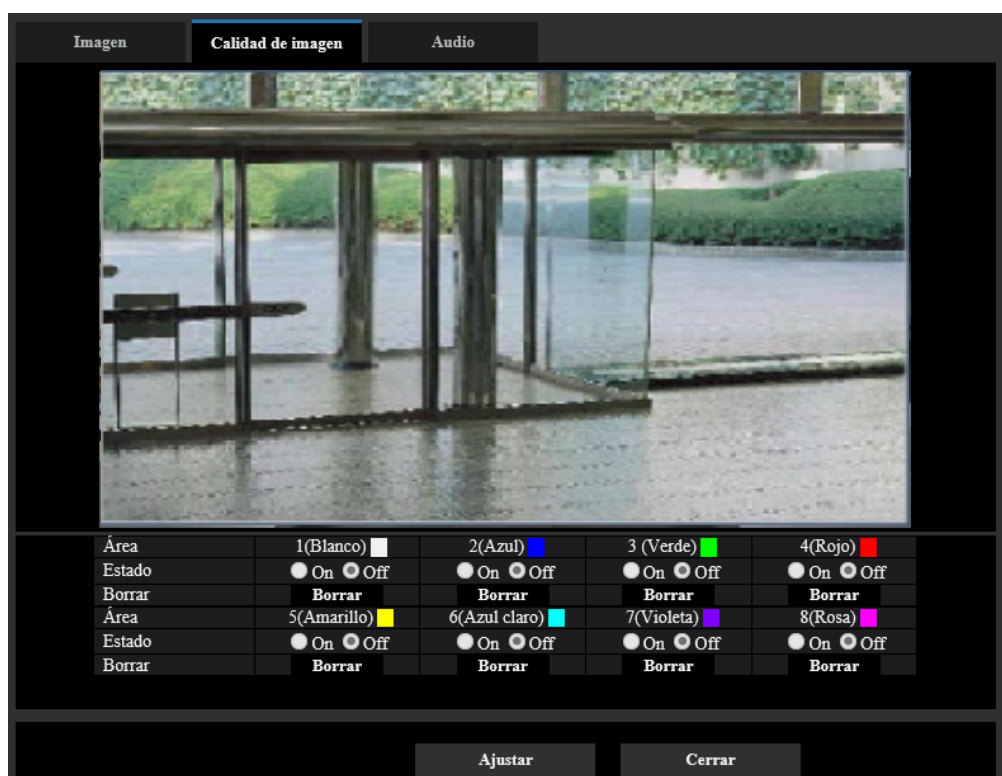 Imagen Calidad de imagen Audio
Área 1(Blanco) 2(Azul) 3 (Verde) 4(Rojo)
Estado On Off On Off On Off On Off
Borrar Borrar Borrar Borrar Borrar
Área 5(Amarillo) 6(Azul claro) 7(Violeta) 8(Rosa)
Estado On Off On Off On Off On Off
Borrar Borrar Borrar Borrar Borrar
Ajustar Cerrar